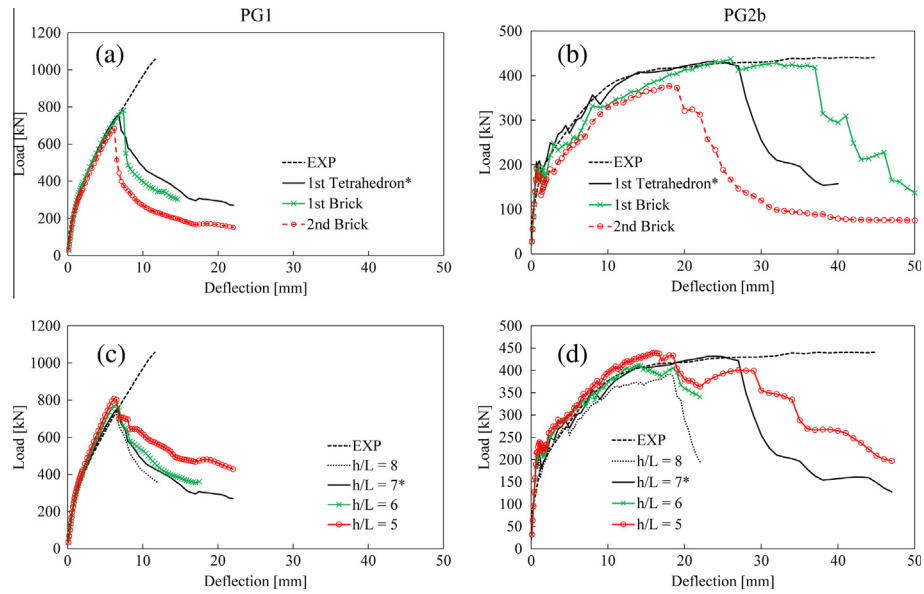 PG1
PG2b
1200
1000
800
600
400
200
0
Load [kN]
(a)
EXP
1st Tetrahedron*
1st Brick
2nd Brick
0 10 20 30 40 50
Deflection [mm]
500
400
300
200
100
0
Load [kN]
(b)
EXP
1st Tetrahedron*
1st Brick
2nd Brick
0 10 20 30 40 50
Deflection [mm]
1200
1000
800
600
400
200
0
Load [kN]
(c)
EXP
h/L = 8
h/L = 7*
h/L = 6
h/L = 5
0 10 20 30 40 50
Deflection [mm]
500
450
400
350
300
250
200
150
100
50
0
Load [kN]
(d)
EXP
h/L = 8
h/L = 7*
h/L = 6
h/L = 5
0 10 20 30 40 50
Deflection [mm]